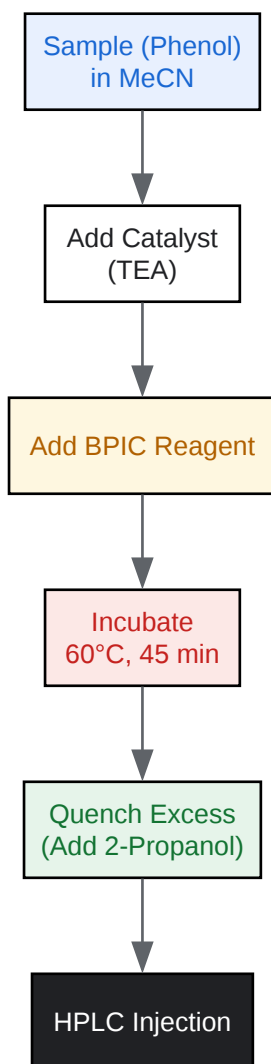 Sample (Phenol)
in MeCN
Add Catalyst
(TEA)
Add BPIC Reagent
Incubate
60°C, 45 min
Quench Excess
(Add 2-Propanol)
HPLC Injection